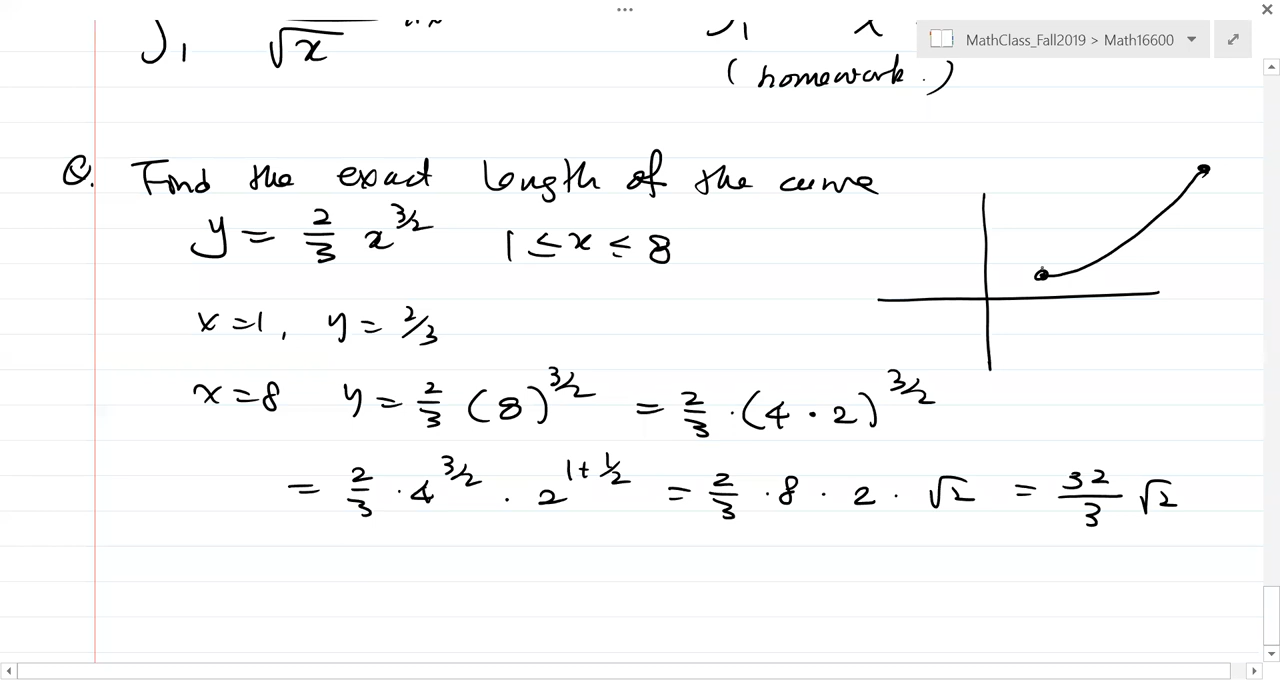 ∫₁ √x
∫₁ x
MathClass_Fall2019 > Math16600
(homework.)
Q. Find the exact length of the curve
y = 2/3 x^(3/2)    1 ≤ x ≤ 8
x = 1, y = 2/3
x = 8  y = 2/3 (8)^(3/2) = 2/3 · (4 · 2)^(3/2)
= 2/3 · 4^(3/2) · 2^(1+1/2) = 2/3 · 8 · 2 · √2 = 32/3 √2